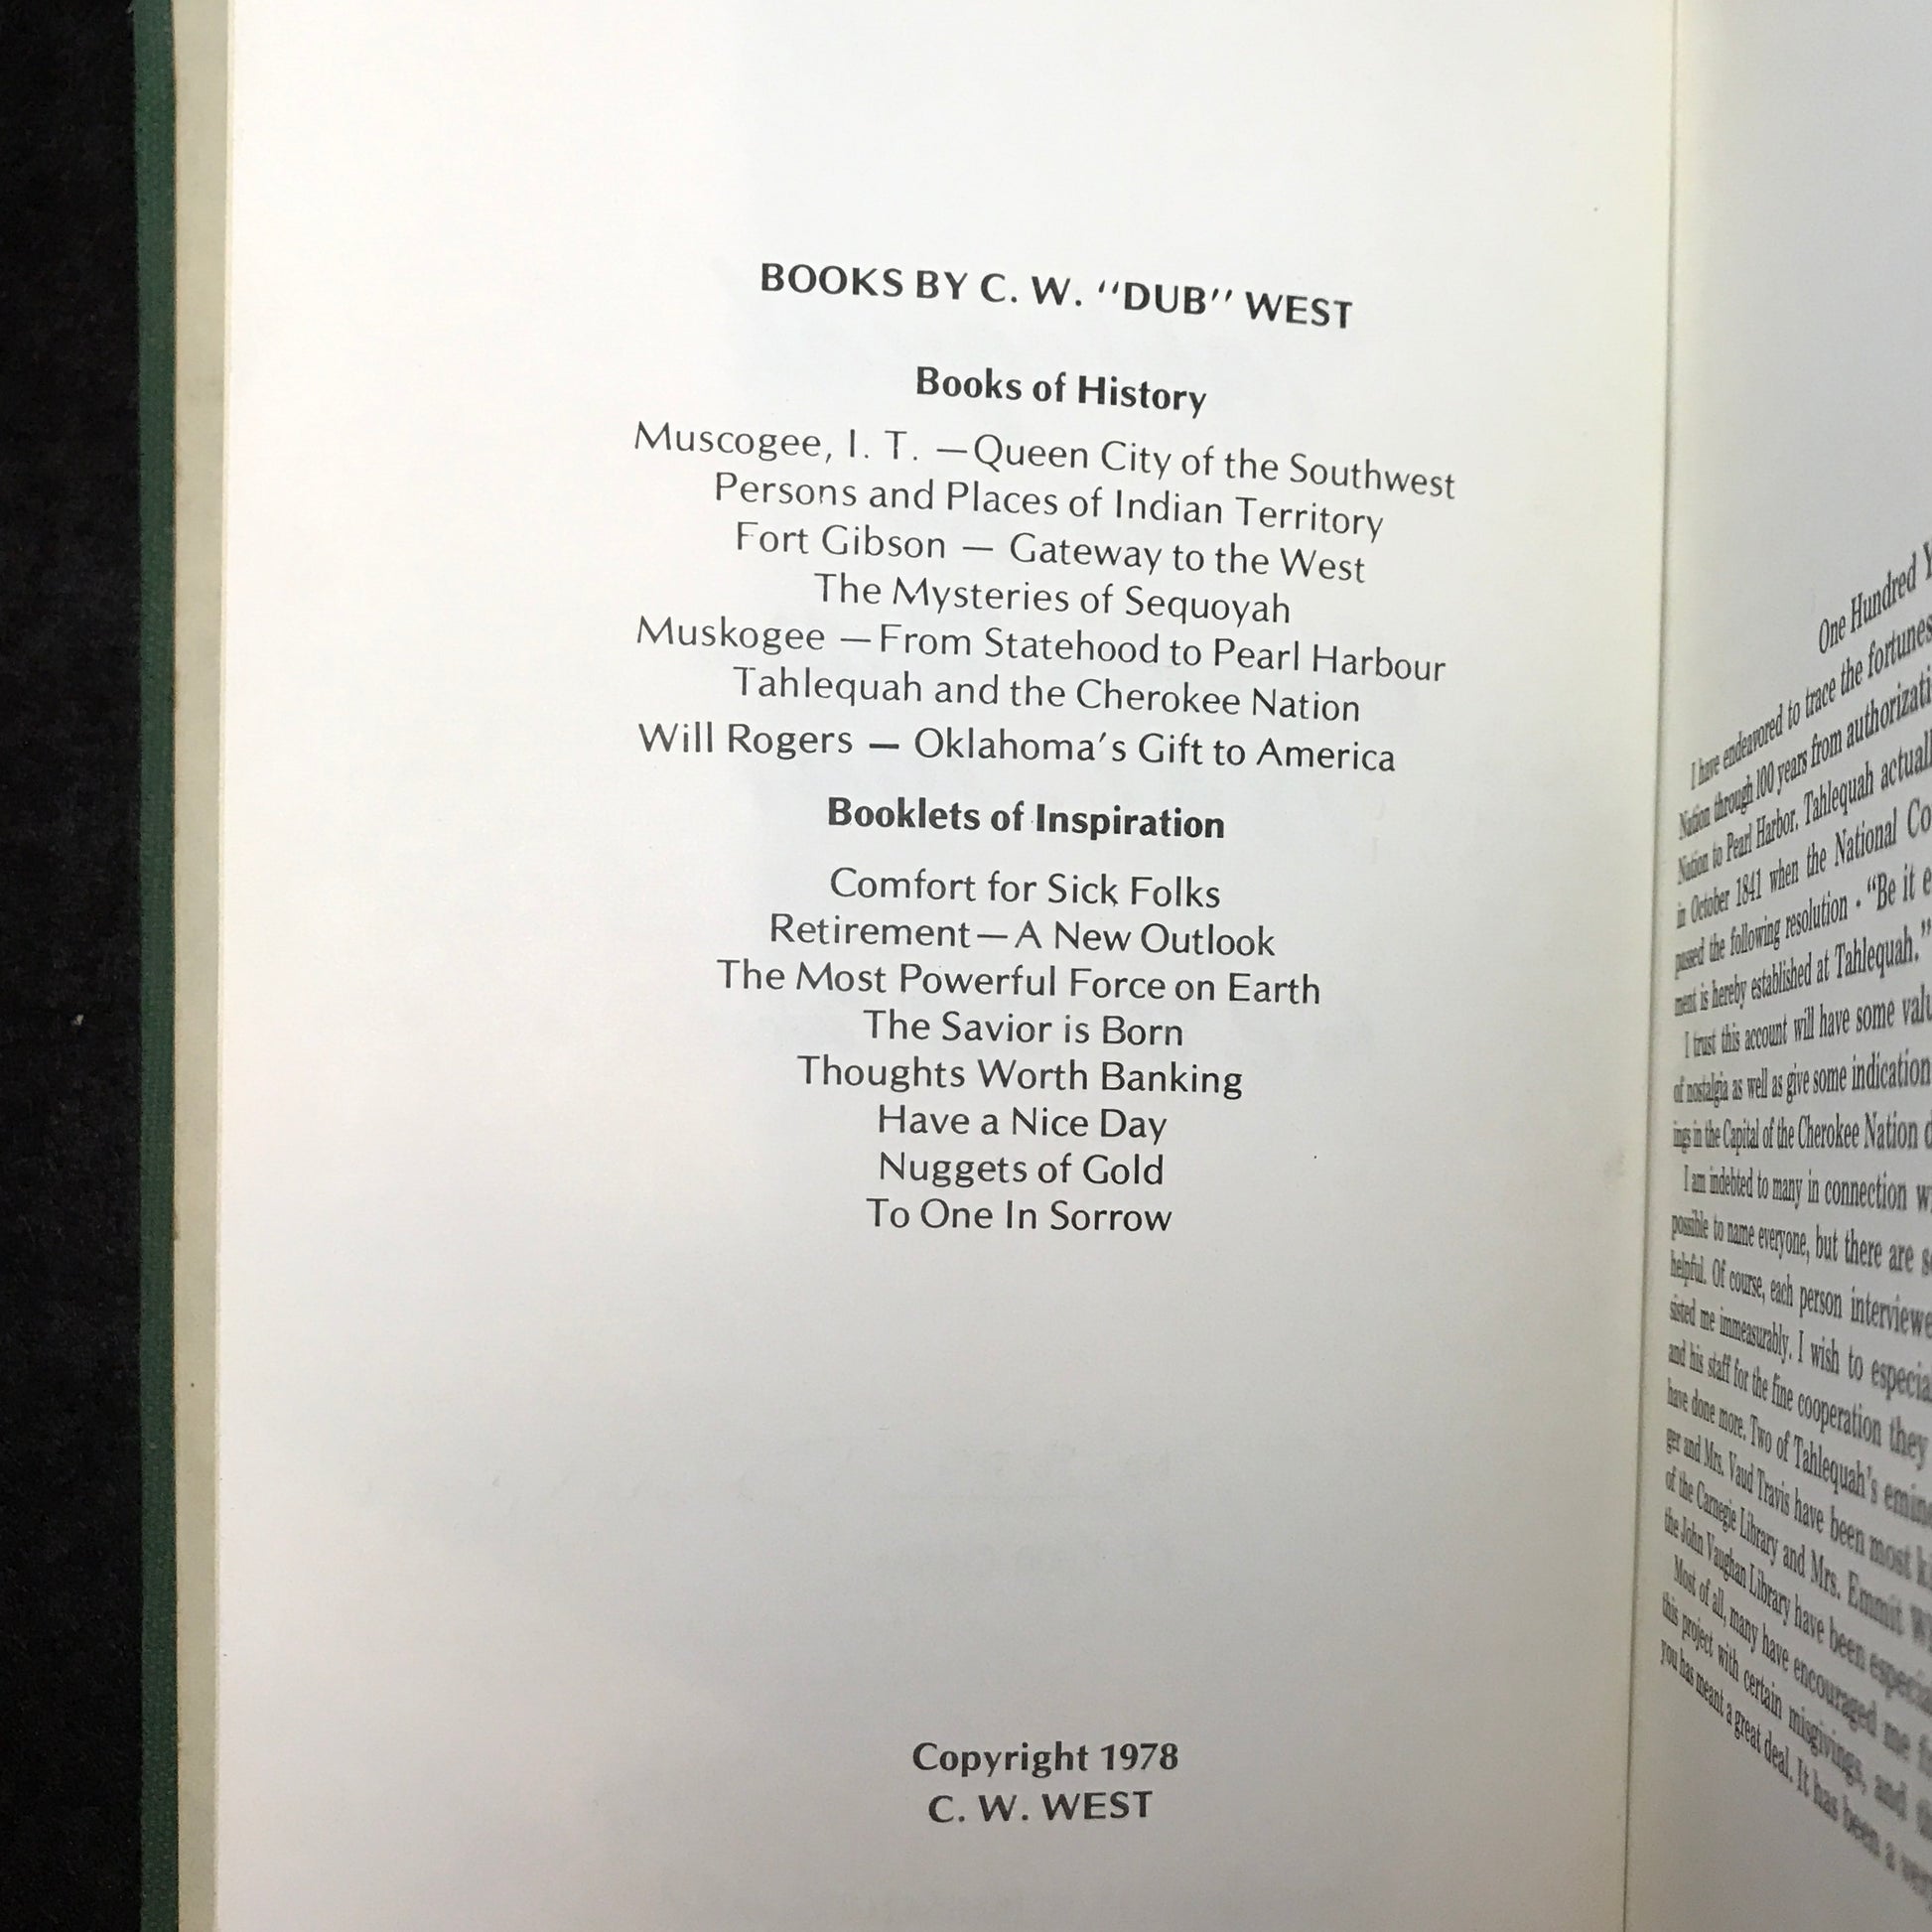 BOOKS BY C. W. "DUB" WEST
Books of History
Muscogee, I. T. —Queen City of the Southwest
Persons and Places of Indian Territory
Fort Gibson — Gateway to the West
The Mysteries of Sequoyah
Muskogee —From Statehood to Pearl Harbour
Tahlequah and the Cherokee Nation
Will Rogers — Oklahoma's Gift to America
Booklets of Inspiration
Comfort for Sick Folks
Retirement—A New Outlook
The Most Powerful Force on Earth
The Savior is Born
Thoughts Worth Banking
Have a Nice Day
Nuggets of Gold
To One In Sorrow
Copyright 1978
C. W. WEST
One Hundred
I have endeavored to trace the fortunes
Nation through 100 years from
Nation to Pearl Harbor. Tahlequah
in October 1841 when the National
passed the following resolution - "Be it
ment is hereby established at Tahlequah."
I trust this account will have some
of nostalgia as well as give some indication
ings in the Capital of the Cherokee Nation
I am indebted to many in connection
possible to name everyone, but there are
helpful. Of course, each person
sisted me immeasurably. I wish to
and his staff for the fine cooperation they
have done more. Two of Tahlequah's
ger and Mrs. Vaud Travis have been most
of the Carnegie Library and Mrs. Emmit
the John Vaughan Library have been
Most of all, many have encouraged me
this project with certain misgivings, and
you has meant a great deal. It has been a